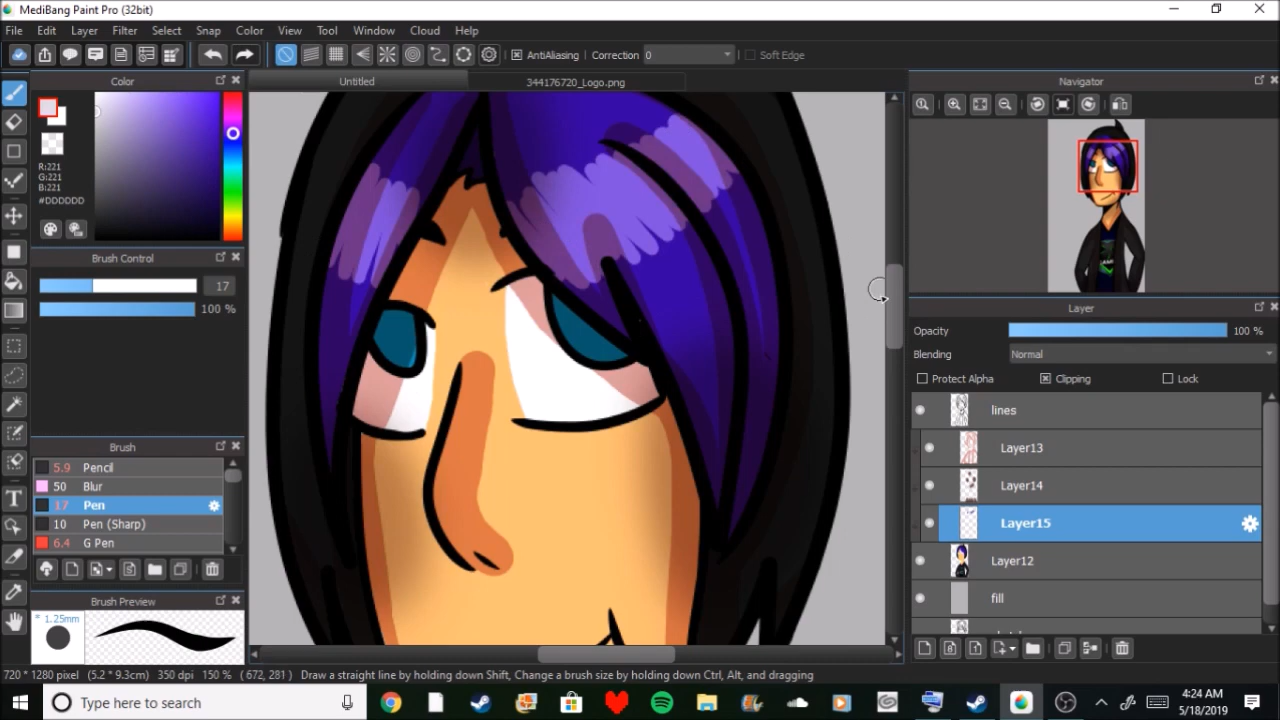 MediBang Paint Pro (32bit)
File Edit Layer Filter Select Snap Color View Tool Window Cloud Help
AntiAliasing Correction 0 Soft Edge
Color
Untitled 344176720_Logo.png
Navigator
R:221
G:221
B:221
#DDDDDD
Brush Control
17
100 %
Layer
Opacity 100 %
Blending Normal
Protect Alpha Clipping Lock
lines
Layer13
Layer14
Layer15
Layer12
fill
Brush
5.9 Pencil
50 Blur
17 Pen
10 Pen (Sharp)
6.4 G Pen
Brush Preview
* 1.25mm
720 * 1280 pixel (5.2 * 9.3cm) 350 dpi 150 % ( 672, 281 ) Draw a straight line by holding down Shift, Change a brush size by holding down Ctrl, Alt, and dragging
Type here to search
4:24 AM
5/18/2019